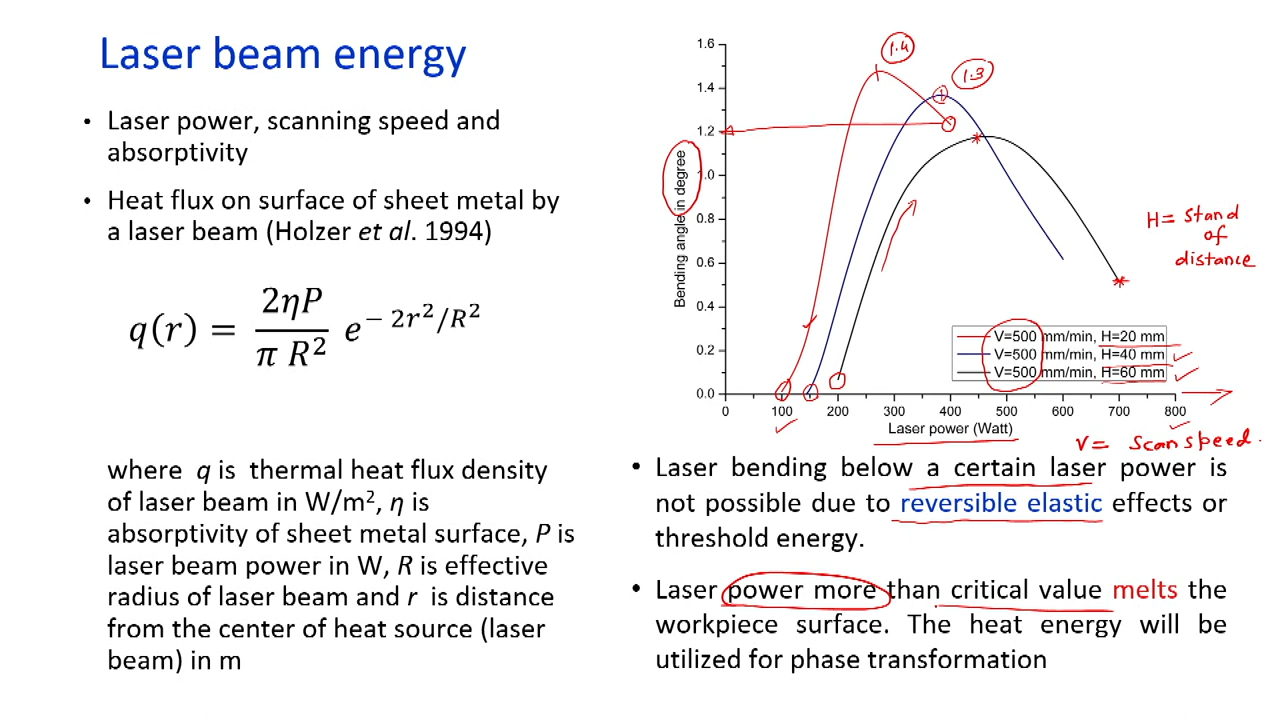 Laser beam energy
• Laser power, scanning speed and
absorptivity
• Heat flux on surface of sheet metal by
a laser beam (Holzer et al. 1994)
q(r) = 2ηP / π R² e^(− 2r²/R²)
where q is thermal heat flux density
of laser beam in W/m², η is
absorptivity of sheet metal surface, P is
laser beam power in W, R is effective
radius of laser beam and r is distance
from the center of heat source (laser
beam) in m
1.4
1.3
Bending angle in degree
1.6
1.4
1.2
1.0
0.8
0.6
0.4
0.2
0.0
0 100 200 300 400 500 600 700 800
Laser power (Watt)
V=500 mm/min, H=20 mm
V=500 mm/min, H=40 mm
V=500 mm/min, H=60 mm
H= Stand
of
distance
V= Scan speed.
• Laser bending below a certain laser power is
not possible due to reversible elastic effects or
threshold energy.
• Laser power more than critical value melts the
workpiece surface. The heat energy will be
utilized for phase transformation